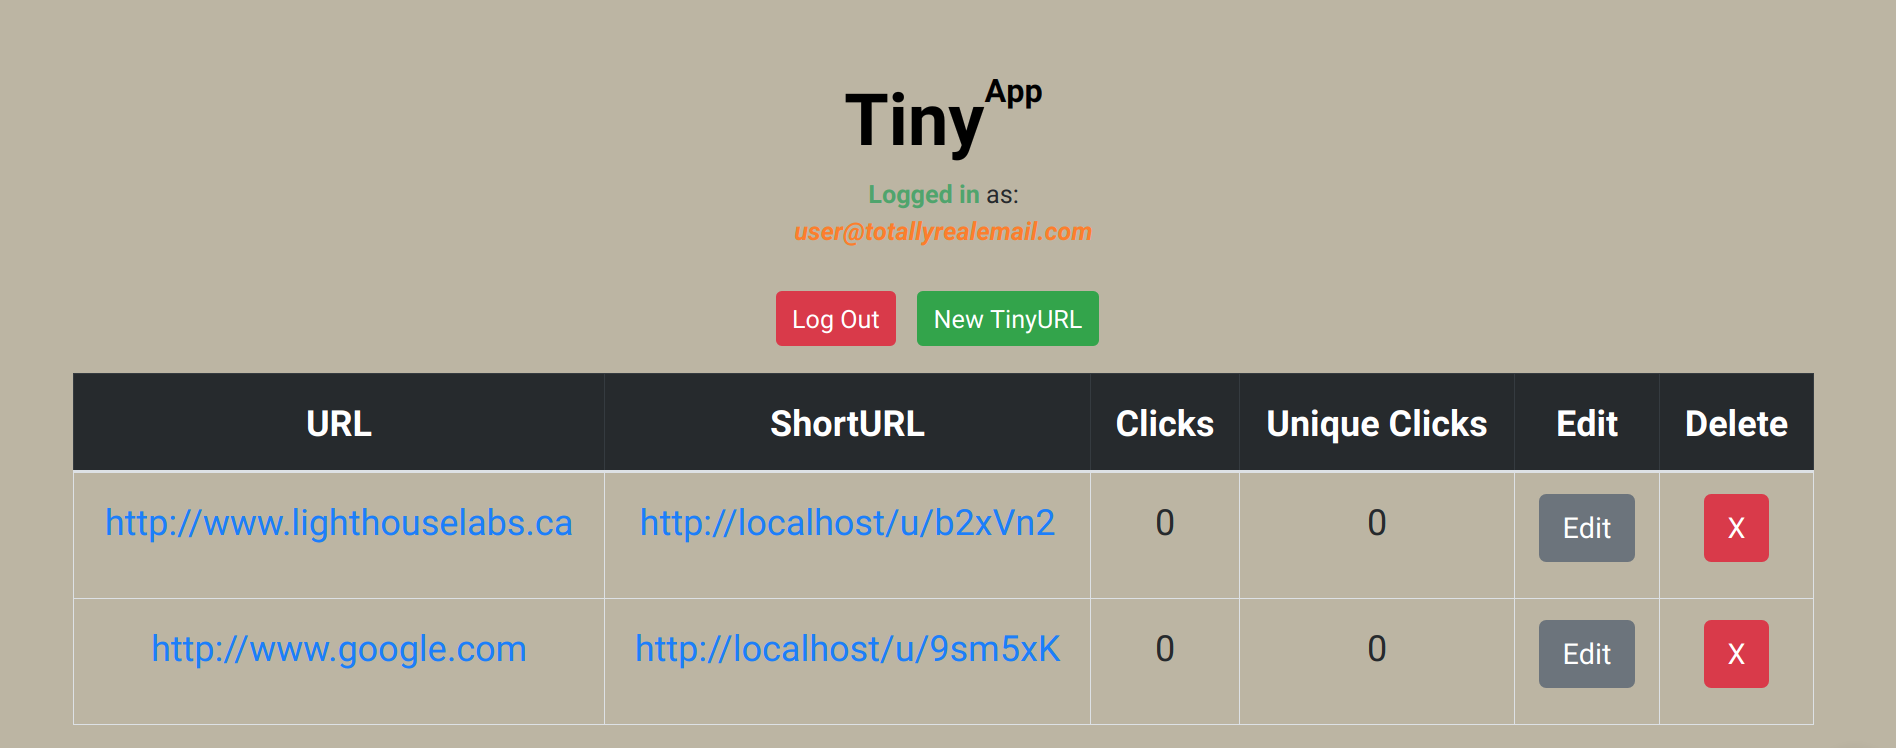 Tiny App
Logged in as:
user@totallyrealemail.com
Log Out New TinyURL
URL ShortURL Clicks Unique Clicks Edit Delete
http://www.lighthouselabs.ca http://localhost/u/b2xVn2 0 0 Edit X
http://www.google.com http://localhost/u/9sm5xK 0 0 Edit X